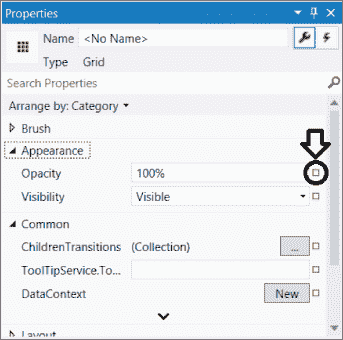 Properties
Name <No Name>
Type Grid
Search Properties
Arrange by: Category
Brush
Appearance
Opacity 100%
Visibility Visible
Common
ChildrenTransitions (Collection) ...
ToolTipService.To...
DataContext New
Layout